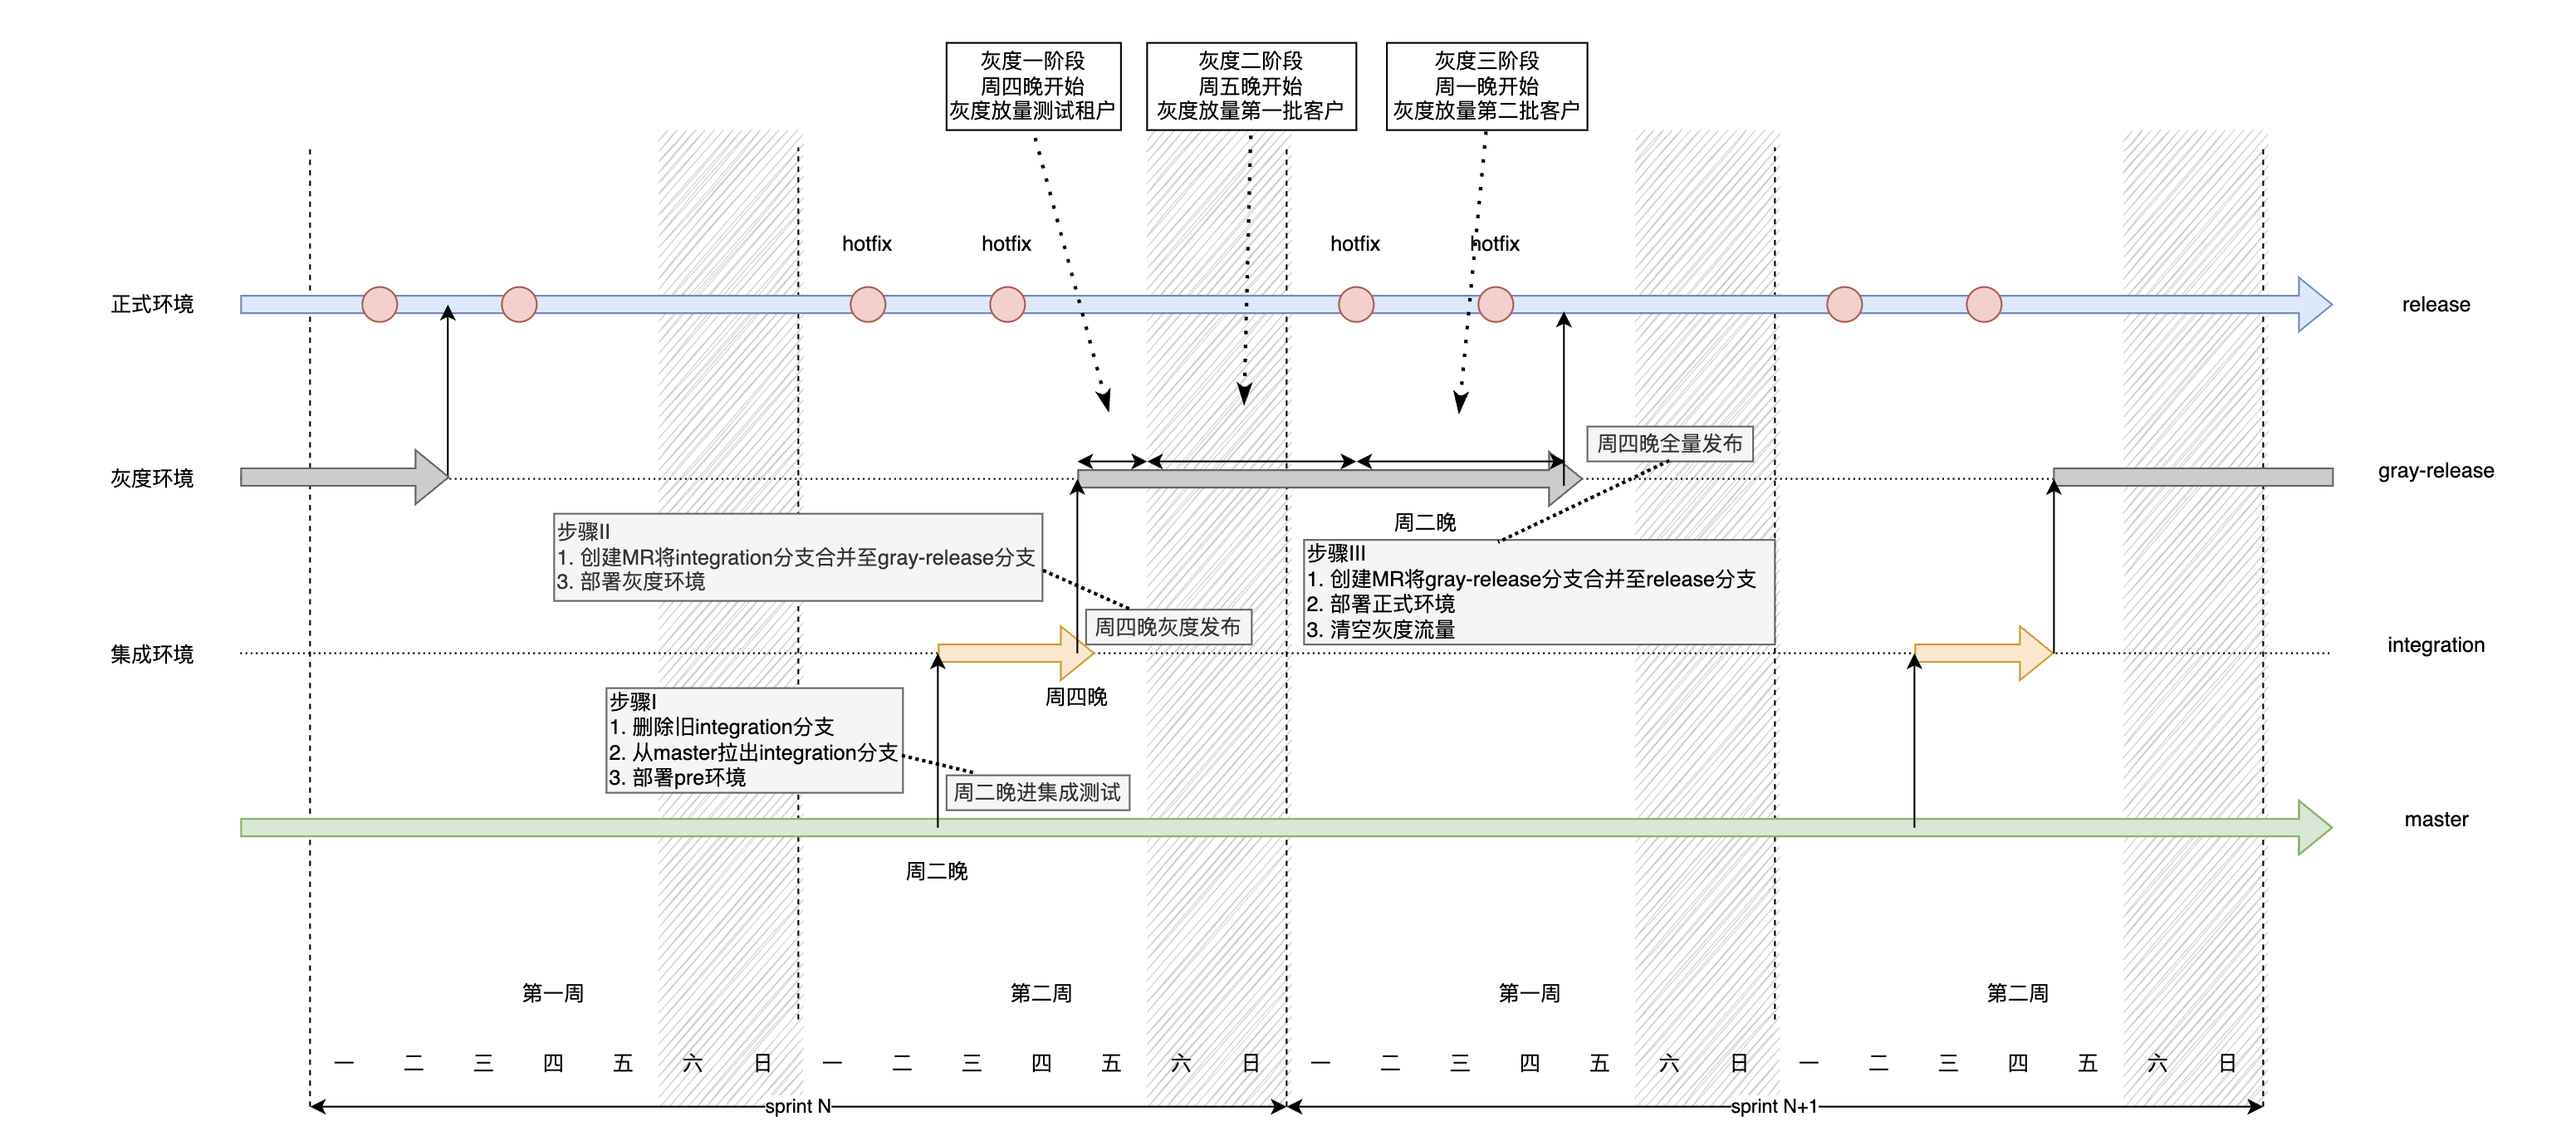 灰度一阶段
周四晚开始
灰度放量测试租户
灰度二阶段
周五晚开始
灰度放量第一批客户
灰度三阶段
周一晚开始
灰度放量第二批客户
hotfix
hotfix
hotfix
hotfix
正式环境
release
周四晚全量发布
灰度环境
gray-release
周二晚
步骤II
1. 创建MR将integration分支合并至gray-release分支
3. 部署灰度环境
步骤III
1. 创建MR将gray-release分支合并至release分支
2. 部署正式环境
3. 清空灰度流量
周四晚灰度发布
集成环境
integration
周四晚
步骤I
1. 删除旧integration分支
2. 从master拉出integration分支
3. 部署pre环境
周二晚进集成测试
master
周二晚
第一周
第二周
第一周
第二周
一 二 三 四 五 六 日 一 二 三 四 五 六 日 一 二 三 四 五 六 日 一 二 三 四 五 六 日
sprint N
sprint N+1